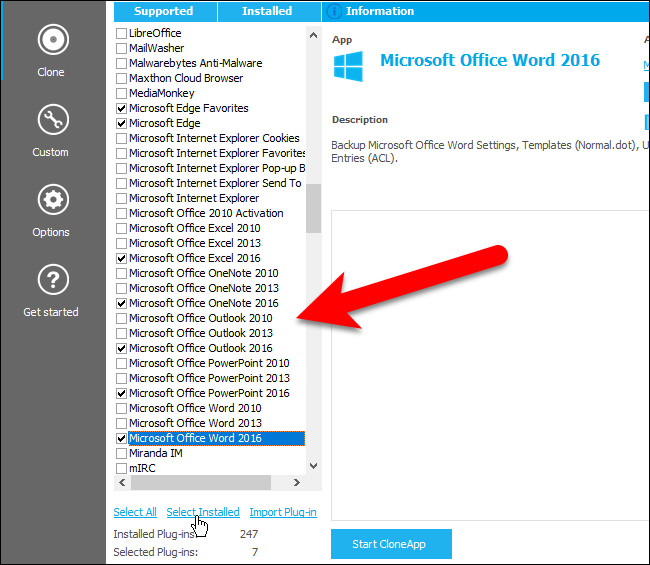 Supported Installed Information
Clone
Custom
Options
Get started
LibreOffice
MailWasher
Malwarebytes Anti-Malware
Maxthon Cloud Browser
MediaMonkey
Microsoft Edge Favorites
Microsoft Edge
Microsoft Internet Explorer Cookies
Microsoft Internet Explorer Favorites
Microsoft Internet Explorer Pop-up B
Microsoft Internet Explorer Send To
Microsoft Internet Explorer
Microsoft Office 2010 Activation
Microsoft Office Excel 2010
Microsoft Office Excel 2013
Microsoft Office Excel 2016
Microsoft Office OneNote 2010
Microsoft Office OneNote 2013
Microsoft Office OneNote 2016
Microsoft Office Outlook 2010
Microsoft Office Outlook 2013
Microsoft Office Outlook 2016
Microsoft Office PowerPoint 2010
Microsoft Office PowerPoint 2013
Microsoft Office PowerPoint 2016
Microsoft Office Word 2010
Microsoft Office Word 2013
Microsoft Office Word 2016
Miranda IM
mIRC
Select All Select Installed Import Plug-in
Installed Plug-ins: 247
Selected Plug-ins: 7
App
Microsoft Office Word 2016
Description
Backup Microsoft Office Word Settings, Templates (Normal.dot), U
Entries (ACL).
Start CloneApp